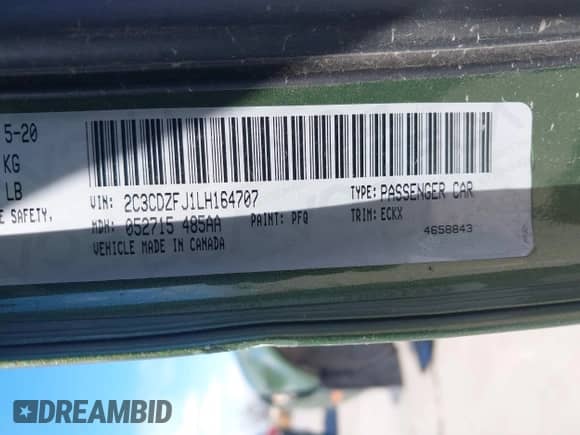 5-20
KG
LB
E SAFETY,
VIN: 2C3CDZFJ1LH164707 TYPE: PASSENGER CAR
MDH: 052715 485AA PAINT: PFQ TRIM: ECKX
VEHICLE MADE IN CANADA 4658843
DREAMBID